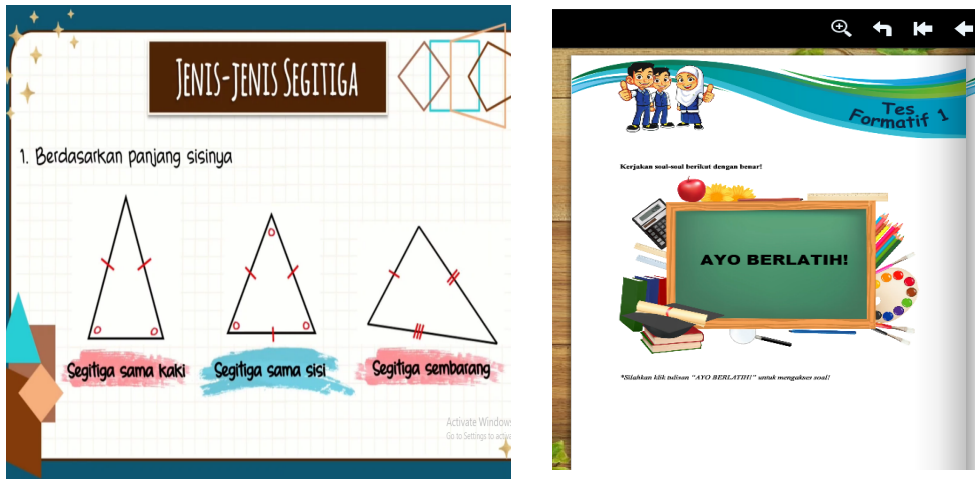 JENIS-JENIS SEGITIGA
1. Berdasarkan panjang sisinya
Segitiga sama kaki
Segitiga sama sisi
Segitiga sembarang
Activate Windows
Go to Settings to activa
Tes
Formatif 1
Kerjakan soal-soal berikut dengan benar!
AYO BERLATIH!
*Silahkan klik tulisan "AYO BERLATIH!" untuk mengakses soal!